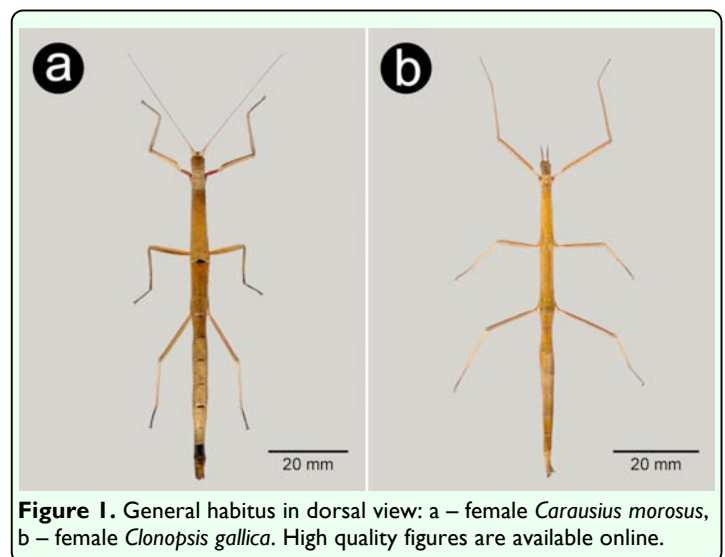 a
b
20 mm
20 mm
Figure 1. General habitus in dorsal view: a – female Carausius morosus,
b – female Clonopsis gallica. High quality figures are available online.